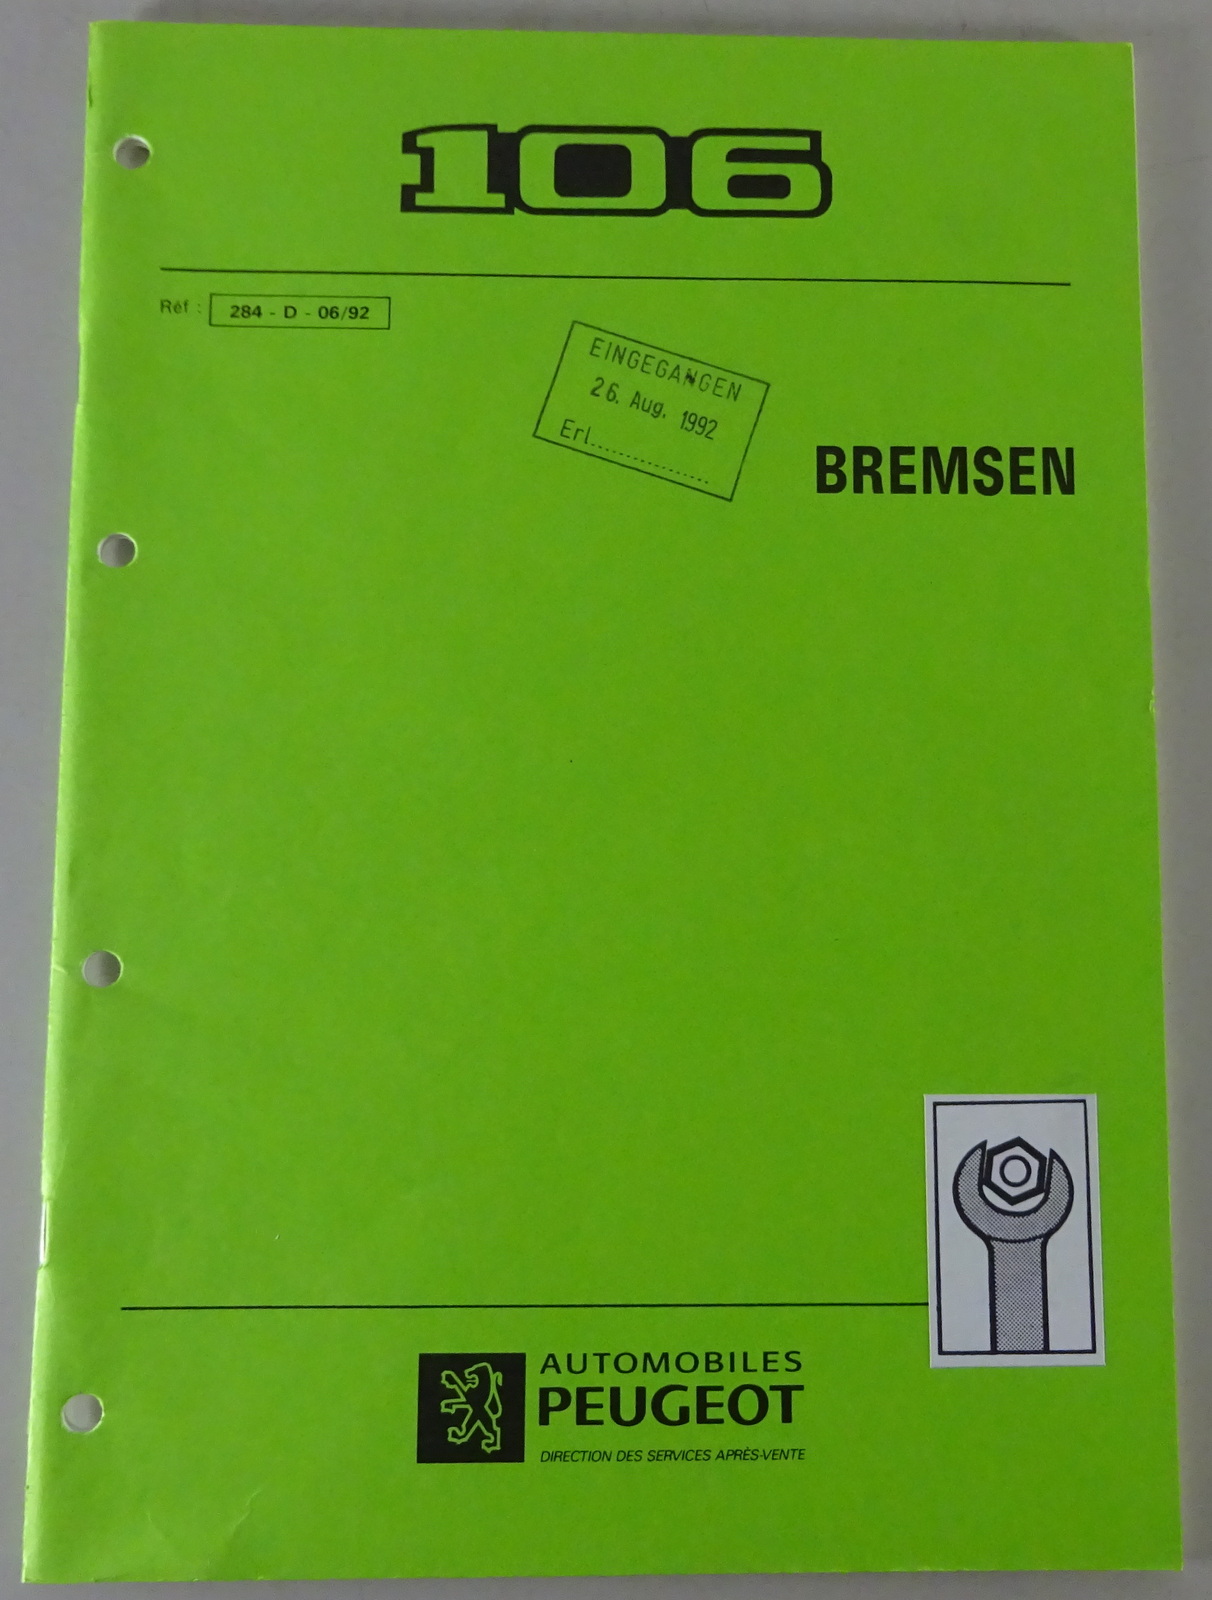 106
Réf : 284 - D - 06/92
EINGEGANGEN
26. Aug. 1992
Erl..................
BREMSEN
AUTOMOBILES
PEUGEOT
DIRECTION DES SERVICES APRÈS-VENTE